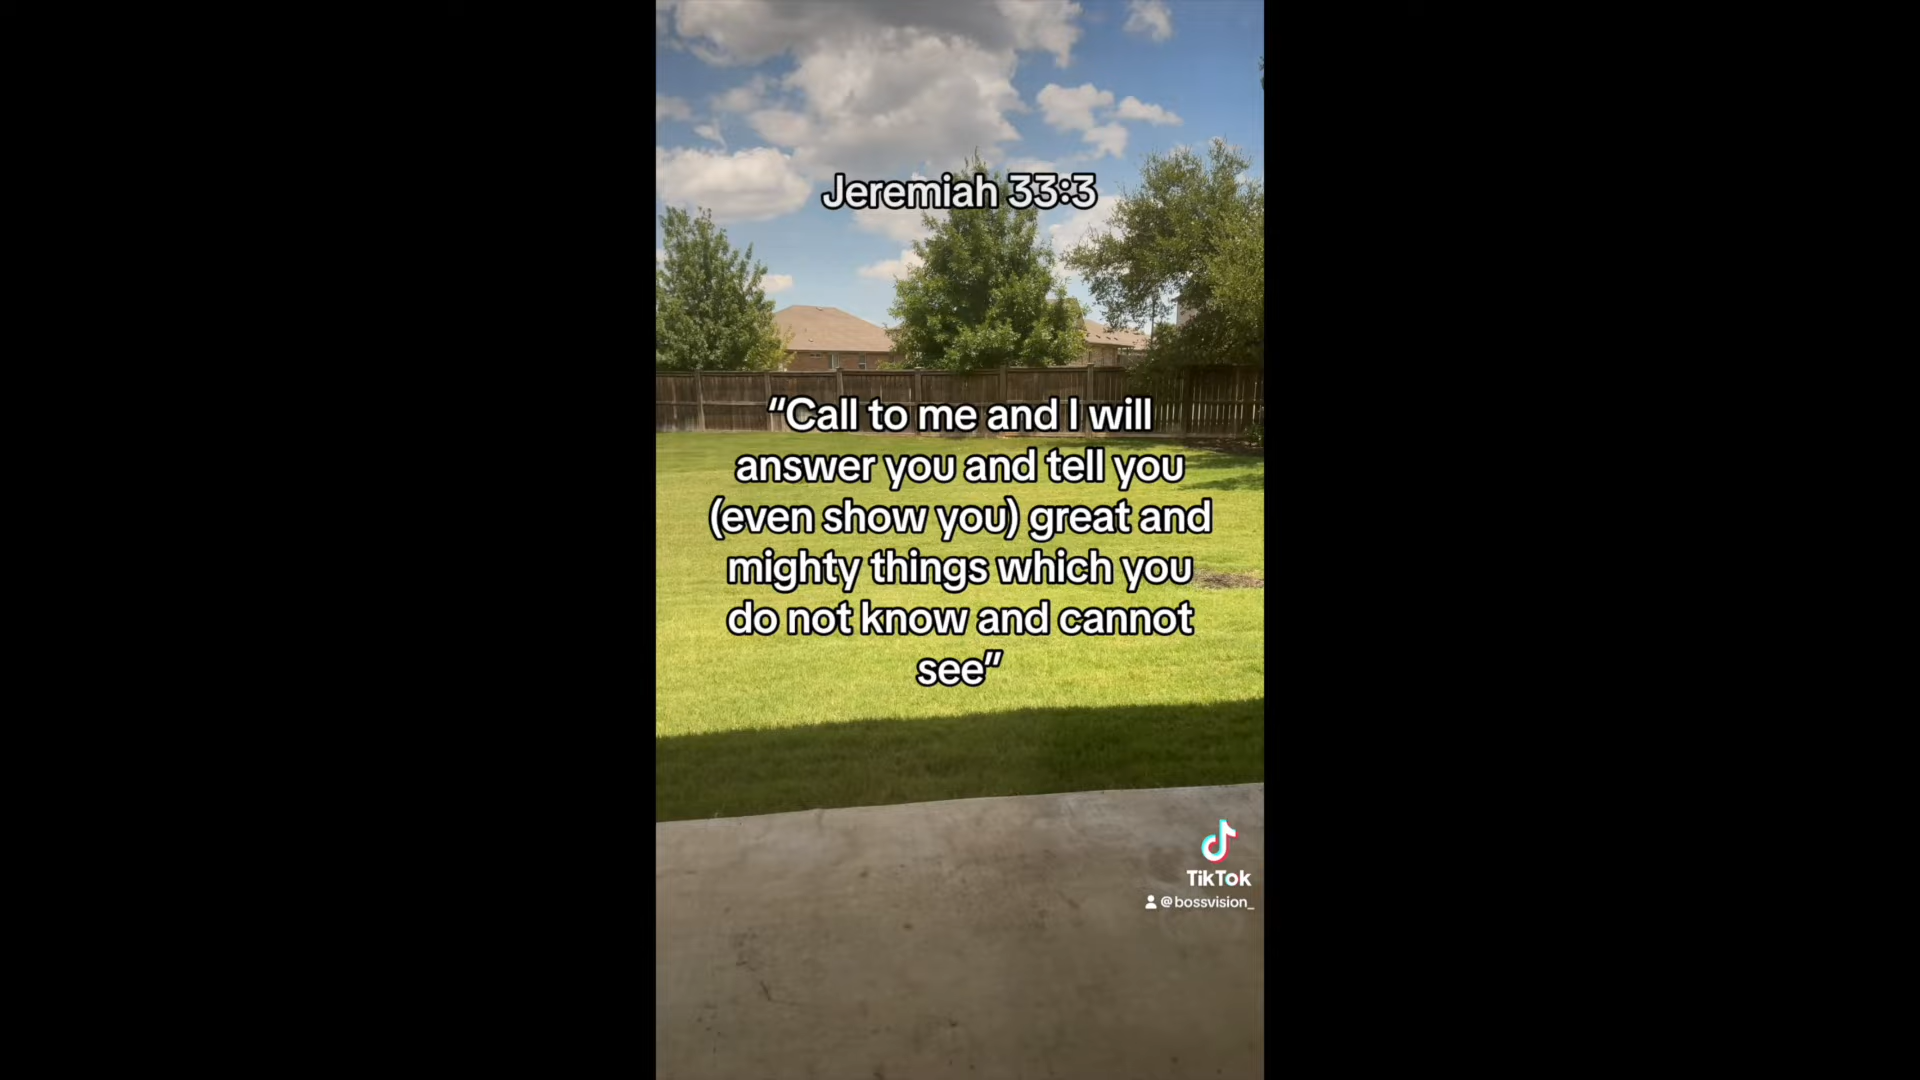 Jeremiah 33:3
“Call to me and I will
answer you and tell you
(even show you) great and
mighty things which you
do not know and cannot
see”
TikTok
@bossvision_